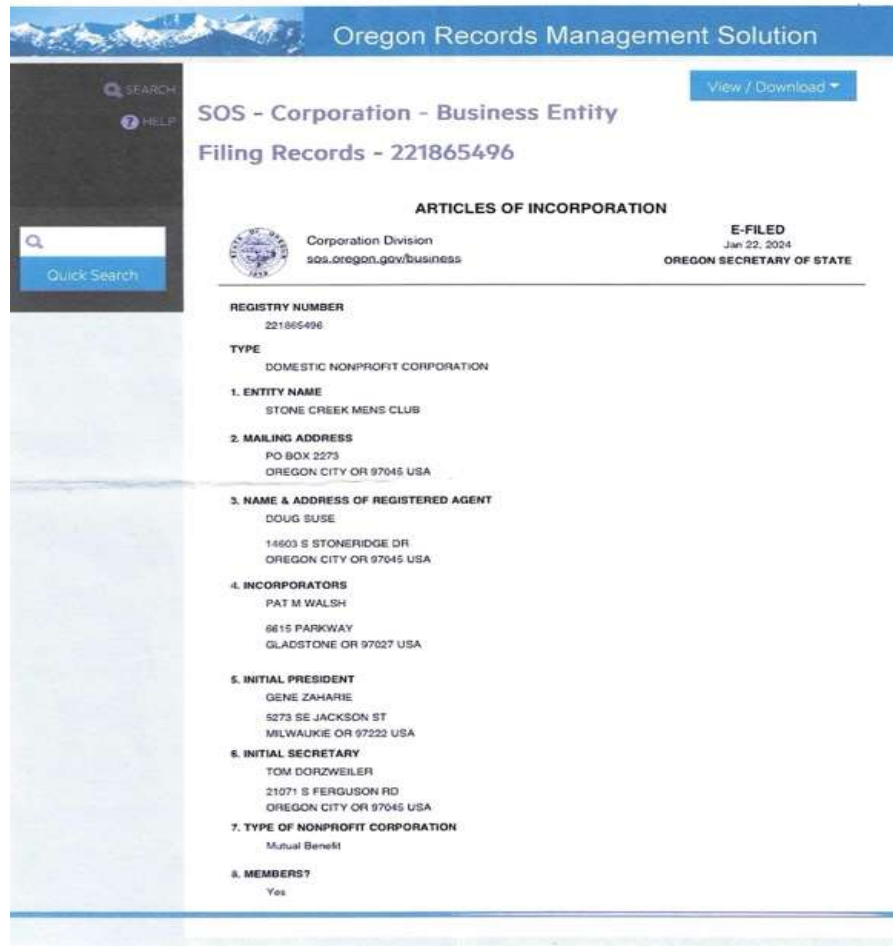 Oregon Records Management Solution
SEARCH
HELP
View / Download
SOS - Corporation - Business Entity
Filing Records - 221865496
Quick Search
ARTICLES OF INCORPORATION
STATE OF OREGON
1859
Corporation Division
sos.oregon.gov/business
E-FILED
Jan 22, 2024
OREGON SECRETARY OF STATE
REGISTRY NUMBER
221865496
TYPE
DOMESTIC NONPROFIT CORPORATION
1. ENTITY NAME
STONE CREEK MENS CLUB
2. MAILING ADDRESS
PO BOX 2273
OREGON CITY OR 97045 USA
3. NAME & ADDRESS OF REGISTERED AGENT
DOUG SUSE
14603 S STONERIDGE DR
OREGON CITY OR 97045 USA
4. INCORPORATORS
PAT M WALSH
6615 PARKWAY
GLADSTONE OR 97027 USA
5. INITIAL PRESIDENT
GENE ZAHARIE
5273 SE JACKSON ST
MILWAUKIE OR 97222 USA
6. INITIAL SECRETARY
TOM DORZWEILER
21071 S FERGUSON RD
OREGON CITY OR 97045 USA
7. TYPE OF NONPROFIT CORPORATION
Mutual Benefit
8. MEMBERS?
Yes